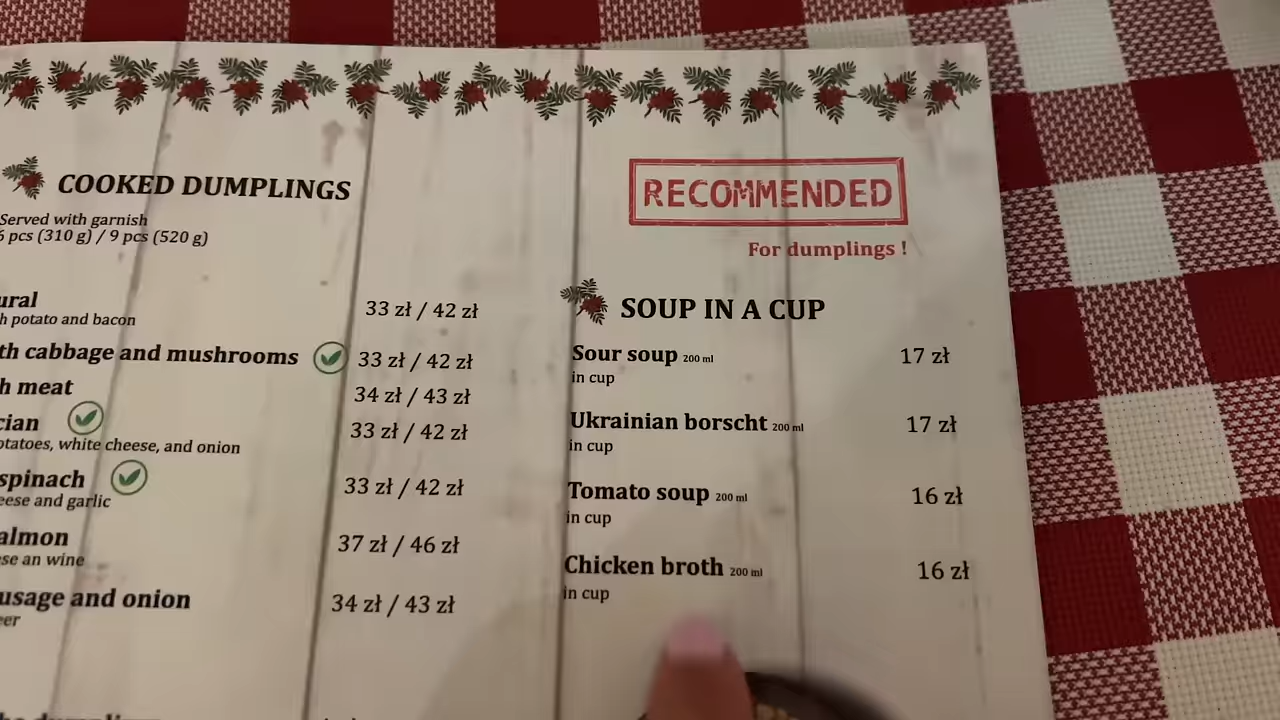 COOKED DUMPLINGS
Served with garnish
6 pcs (310 g) / 9 pcs (520 g)
ural 33 zł / 42 zł
h potato and bacon
th cabbage and mushrooms 33 zł / 42 zł
h meat 34 zł / 43 zł
cian 33 zł / 42 zł
otatoes, white cheese, and onion
spinach 33 zł / 42 zł
eese and garlic
almon 37 zł / 46 zł
se an wine
usage and onion 34 zł / 43 zł
eer
RECOMMENDED
For dumplings !
SOUP IN A CUP
Sour soup 200 ml 17 zł
in cup
Ukrainian borscht 200 ml 17 zł
in cup
Tomato soup 200 ml 16 zł
in cup
Chicken broth 200 ml 16 zł
in cup